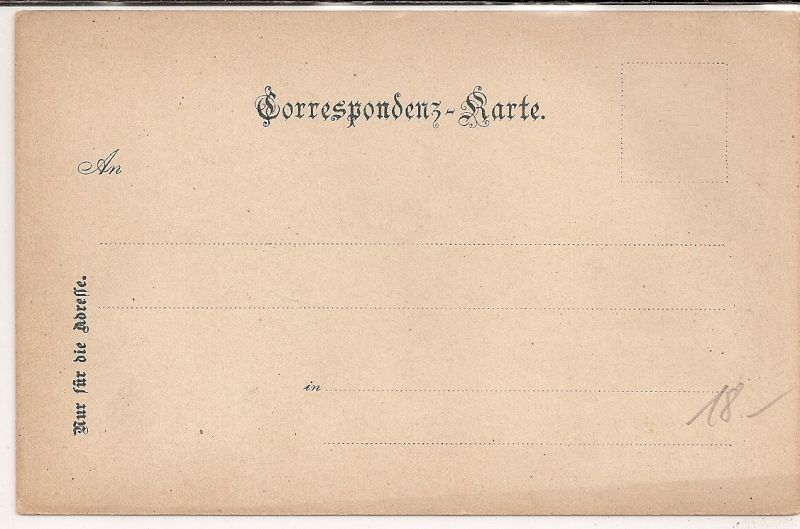 Correspondenz-Karte.
An
Nur für die Adresse.
in
18-